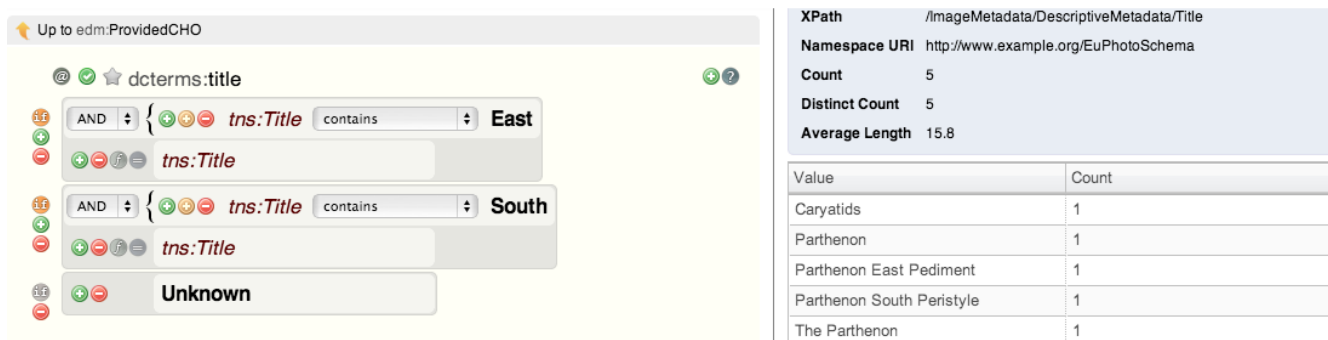 Up to edm:ProvidedCHO
@ dcterms:title ?
if AND { tns:Title contains East
tns:Title
if AND { tns:Title contains South
tns:Title
if Unknown
XPath /ImageMetadata/DescriptiveMetadata/Title
Namespace URI http://www.example.org/EuPhotoSchema
Count 5
Distinct Count 5
Average Length 15.8
Value Count
Caryatids 1
Parthenon 1
Parthenon East Pediment 1
Parthenon South Peristyle 1
The Parthenon 1